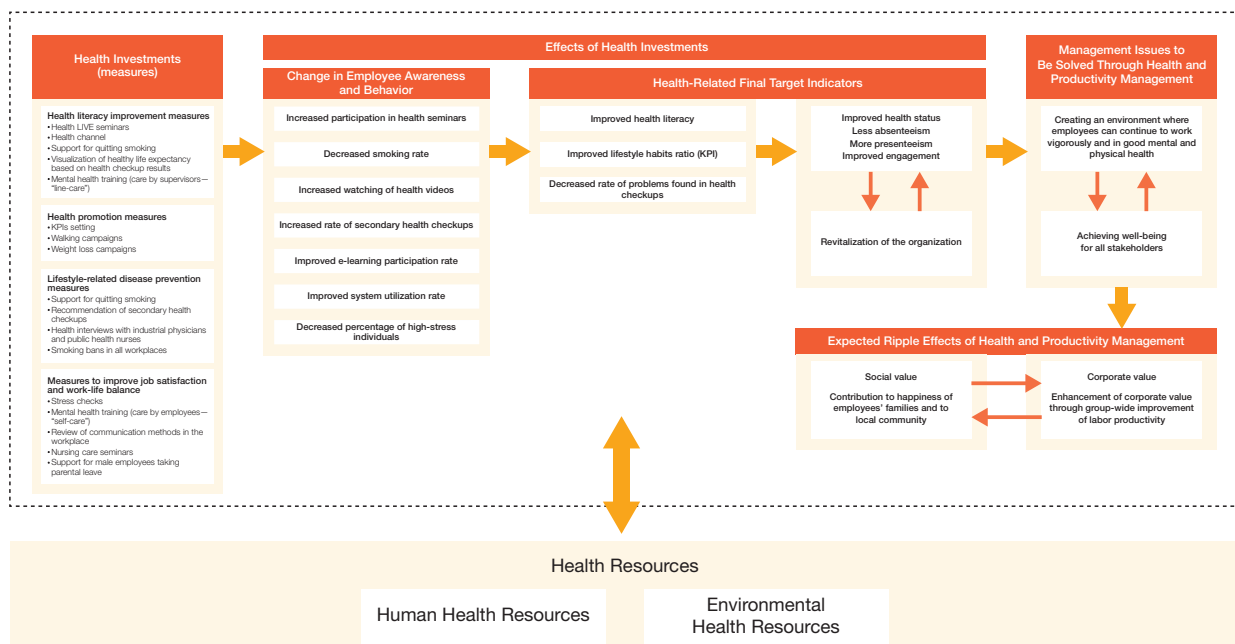 Health Investments
(measures)
Health literacy improvement measures
• Health LIVE seminars
• Health channel
• Support for quitting smoking
• Visualization of healthy life expectancy
based on health checkup results
• Mental health training (care by supervisors—
“line-care”)
Health promotion measures
• KPIs setting
• Walking campaigns
• Weight loss campaigns
Lifestyle-related disease prevention
measures
• Support for quitting smoking
• Recommendation of secondary health
checkups
• Health interviews with industrial physicians
and public health nurses
• Smoking bans in all workplaces
Measures to improve job satisfaction
and work-life balance
• Stress checks
• Mental health training (care by employees—
“self-care”)
• Review of communication methods in the
workplace
• Nursing care seminars
• Support for male employees taking
parental leave
Effects of Health Investments
Change in Employee Awareness
and Behavior
Increased participation in health seminars
Decreased smoking rate
Increased watching of health videos
Increased rate of secondary health checkups
Improved e-learning participation rate
Improved system utilization rate
Decreased percentage of high-stress
individuals
Health-Related Final Target Indicators
Improved health literacy
Improved lifestyle habits ratio (KPI)
Decreased rate of problems found in health
checkups
Improved health status
Less absenteeism
More presenteeism
Improved engagement
Revitalization of the organization
Management Issues to
Be Solved Through Health and
Productivity Management
Creating an environment where
employees can continue to work
vigorously and in good mental and
physical health
Achieving well-being
for all stakeholders
Expected Ripple Effects of Health and Productivity Management
Social value
Contribution to happiness of
employees’ families and to
local community
Corporate value
Enhancement of corporate value
through group-wide improvement
of labor productivity
Health Resources
Human Health Resources
Environmental
Health Resources